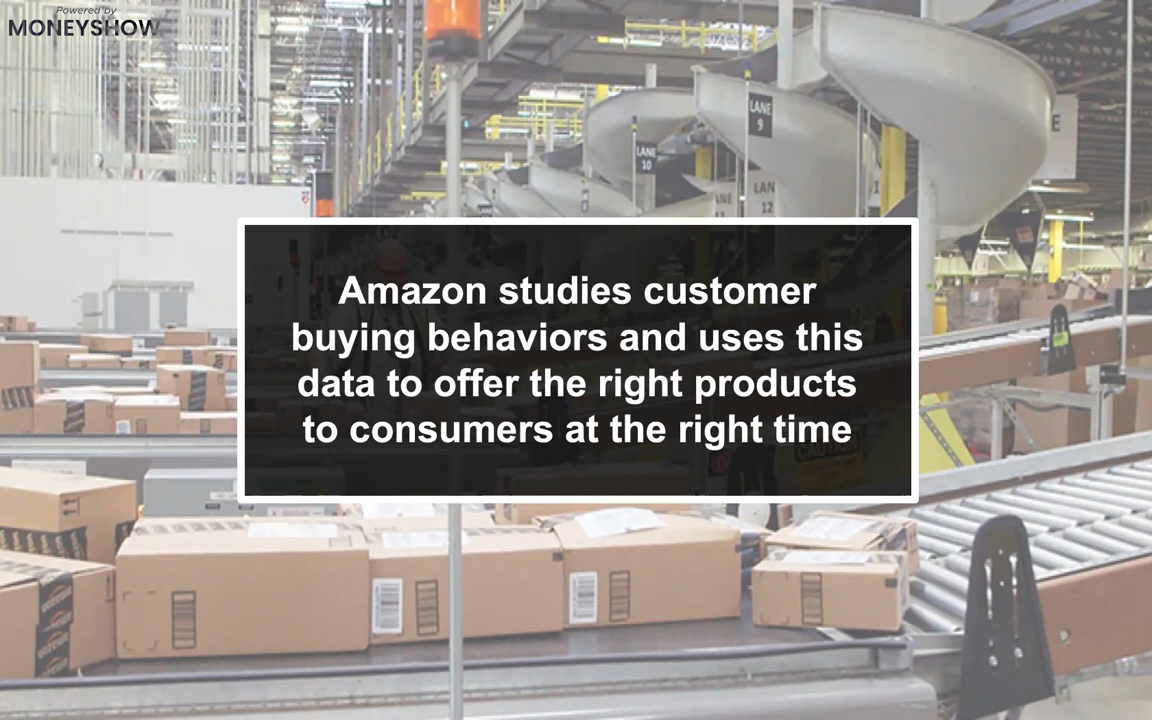 Powered by
MONEYSHOW
LANE
9
LANE
10
LANE
12
E
Amazon studies customer
buying behaviors and uses this
data to offer the right products
to consumers at the right time
CAUTION